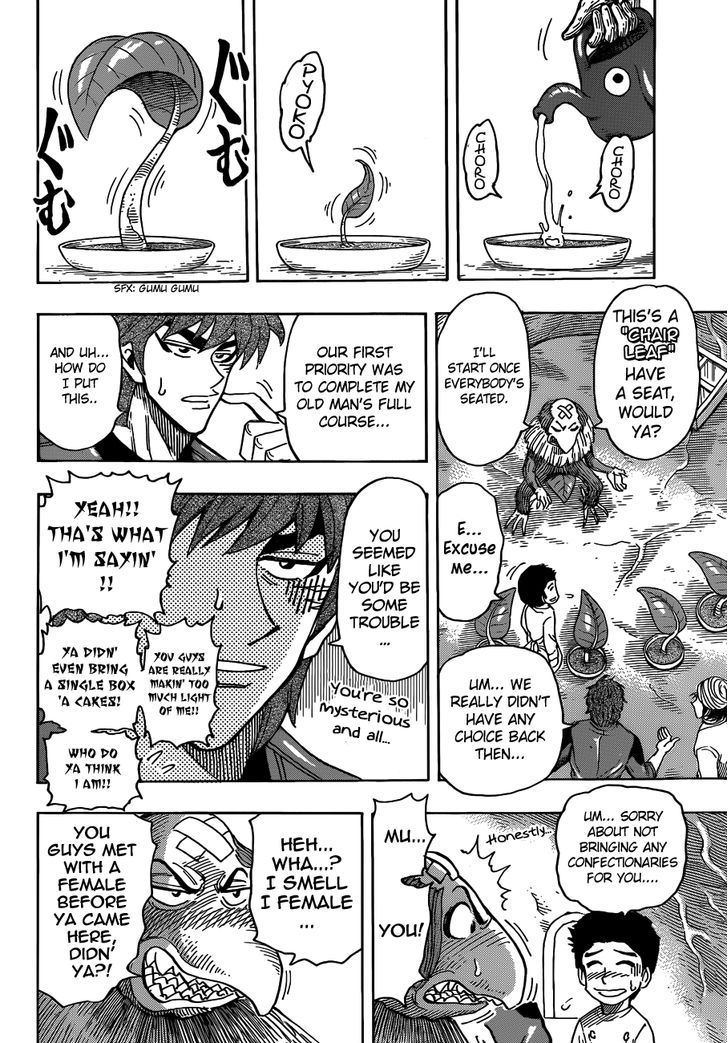 CHORO
CHORO
PYOKO
ぐむ
ぐむ
SFX: GUMU GUMU
THIS'S A
"CHAIR
LEAF"
HAVE
A SEAT,
WOULD
YA?
I'LL
START ONCE
EVERYBODY'S
SEATED.
E...
Excuse
me...
UM... WE
REALLY DIDN'T
HAVE ANY
CHOICE BACK
THEN...
OUR FIRST
PRIORITY WAS
TO COMPLETE MY
OLD MAN'S FULL
COURSE...
AND UH...
HOW DO
I PUT
THIS..
YOU
SEEMED
LIKE
YOU'D BE
SOME
TROUBLE
...
You're so
mysterious
and all...
YEAH!!
THA'S WHAT
I'M SAYIN'
!!
YOU GUYS
ARE REALLY
MAKIN' TOO
MUCH LIGHT
OF ME!!
YA DIDN'
EVEN BRING
A SINGLE BOX
'A CAKES!
WHO DO
YA THINK
I AM!!
UM... SORRY
ABOUT NOT
BRINGING ANY
CONFECTIONARIES
FOR YOU....
Honestly...
MU...
YOU!
HEH...
WHA...?
I SMELL
I FEMALE
...
YOU
GUYS MET
WITH A
FEMALE
BEFORE
YA CAME
HERE,
DIDN'
YA?!